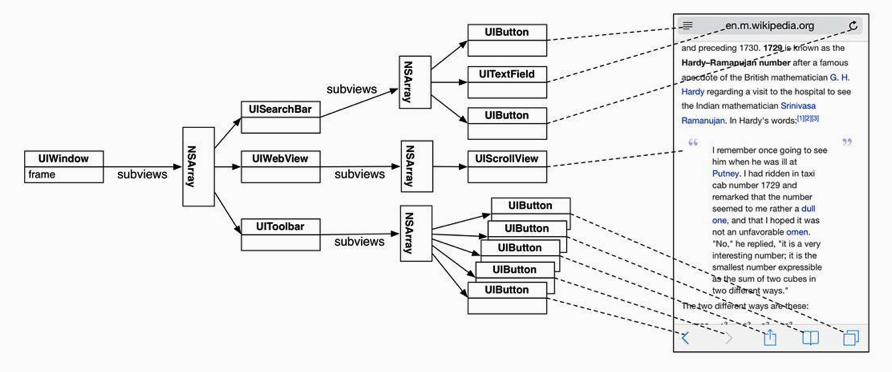 UIWindow
frame
subviews
NSArray
UISearchBar
subviews
NSArray
UIButton
UITextField
UIButton
UIWebView
subviews
NSArray
UIScrollView
UIToolbar
subviews
NSArray
UIButton
UIButton
UIButton
UIButton
UIButton
en.m.wikipedia.org
and preceding 1730. 1729 is known as the
Hardy–Ramanujan number after a famous
anecdote of the British mathematician G. H.
Hardy regarding a visit to the hospital to see
the Indian mathematician Srinivasa
Ramanujan. In Hardy's words:[1][2][3]
“ I remember once going to see ”
him when he was ill at
Putney. I had ridden in taxi
cab number 1729 and
remarked that the number
seemed to me rather a dull
one, and that I hoped it was
not an unfavorable omen.
"No," he replied, "it is a very
interesting number; it is the
smallest number expressible
as the sum of two cubes in
two different ways."
The two different ways are these: